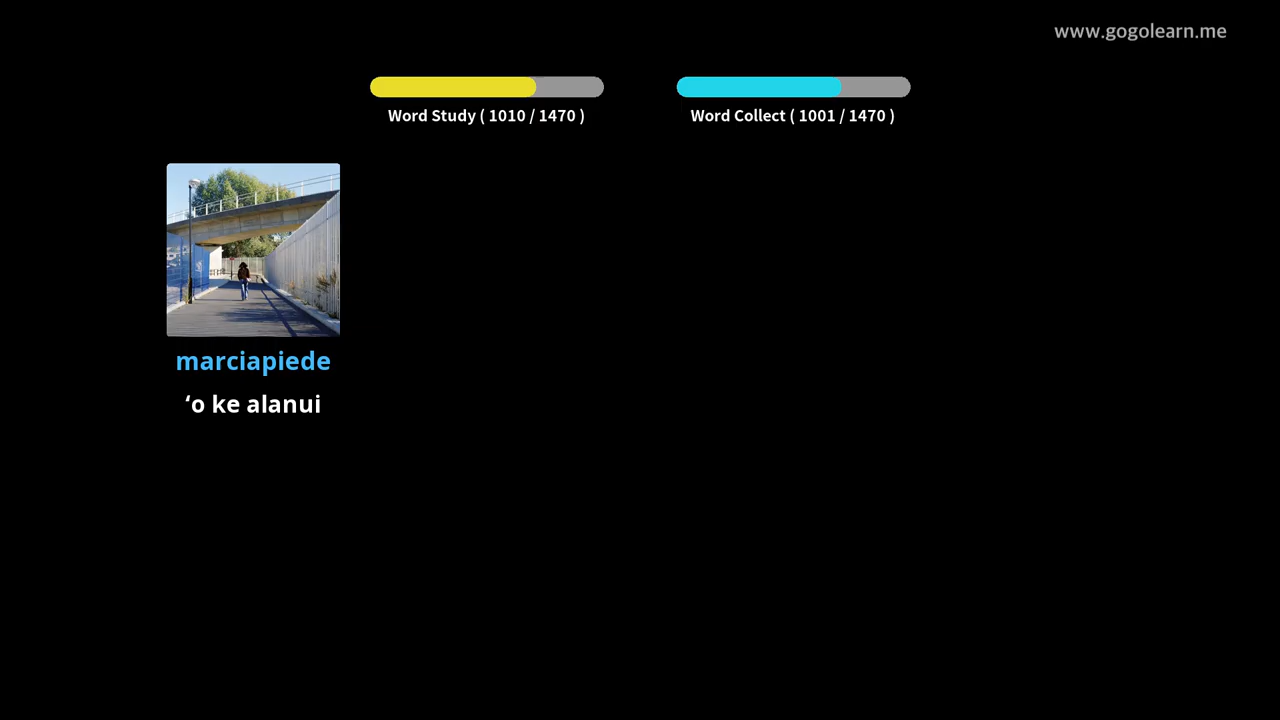 www.gogolearn.me
Word Study ( 1010 / 1470 )
Word Collect ( 1001 / 1470 )
marciapiede
ʻo ke alanui